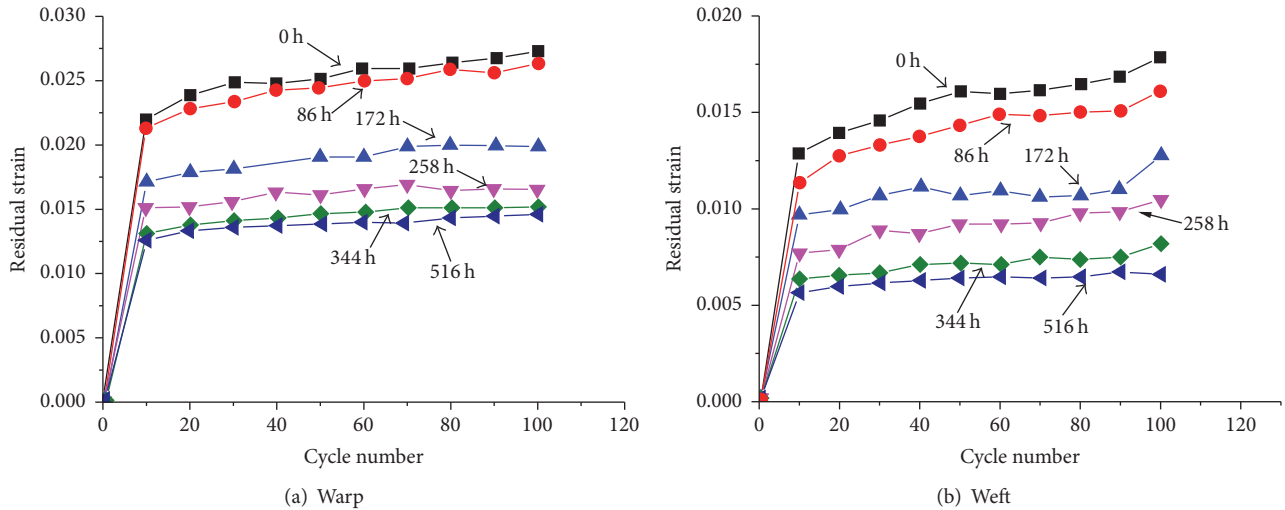 0.030
0.025
0.020
0.015
0.010
0.005
0.000
Residual strain
0 h
86 h
172 h
258 h
344 h
516 h
0 20 40 60 80 100 120
Cycle number
(a) Warp
0.020
0.015
0.010
0.005
0.000
Residual strain
0 h
86 h
172 h
258 h
344 h
516 h
0 20 40 60 80 100 120
Cycle number
(b) Weft